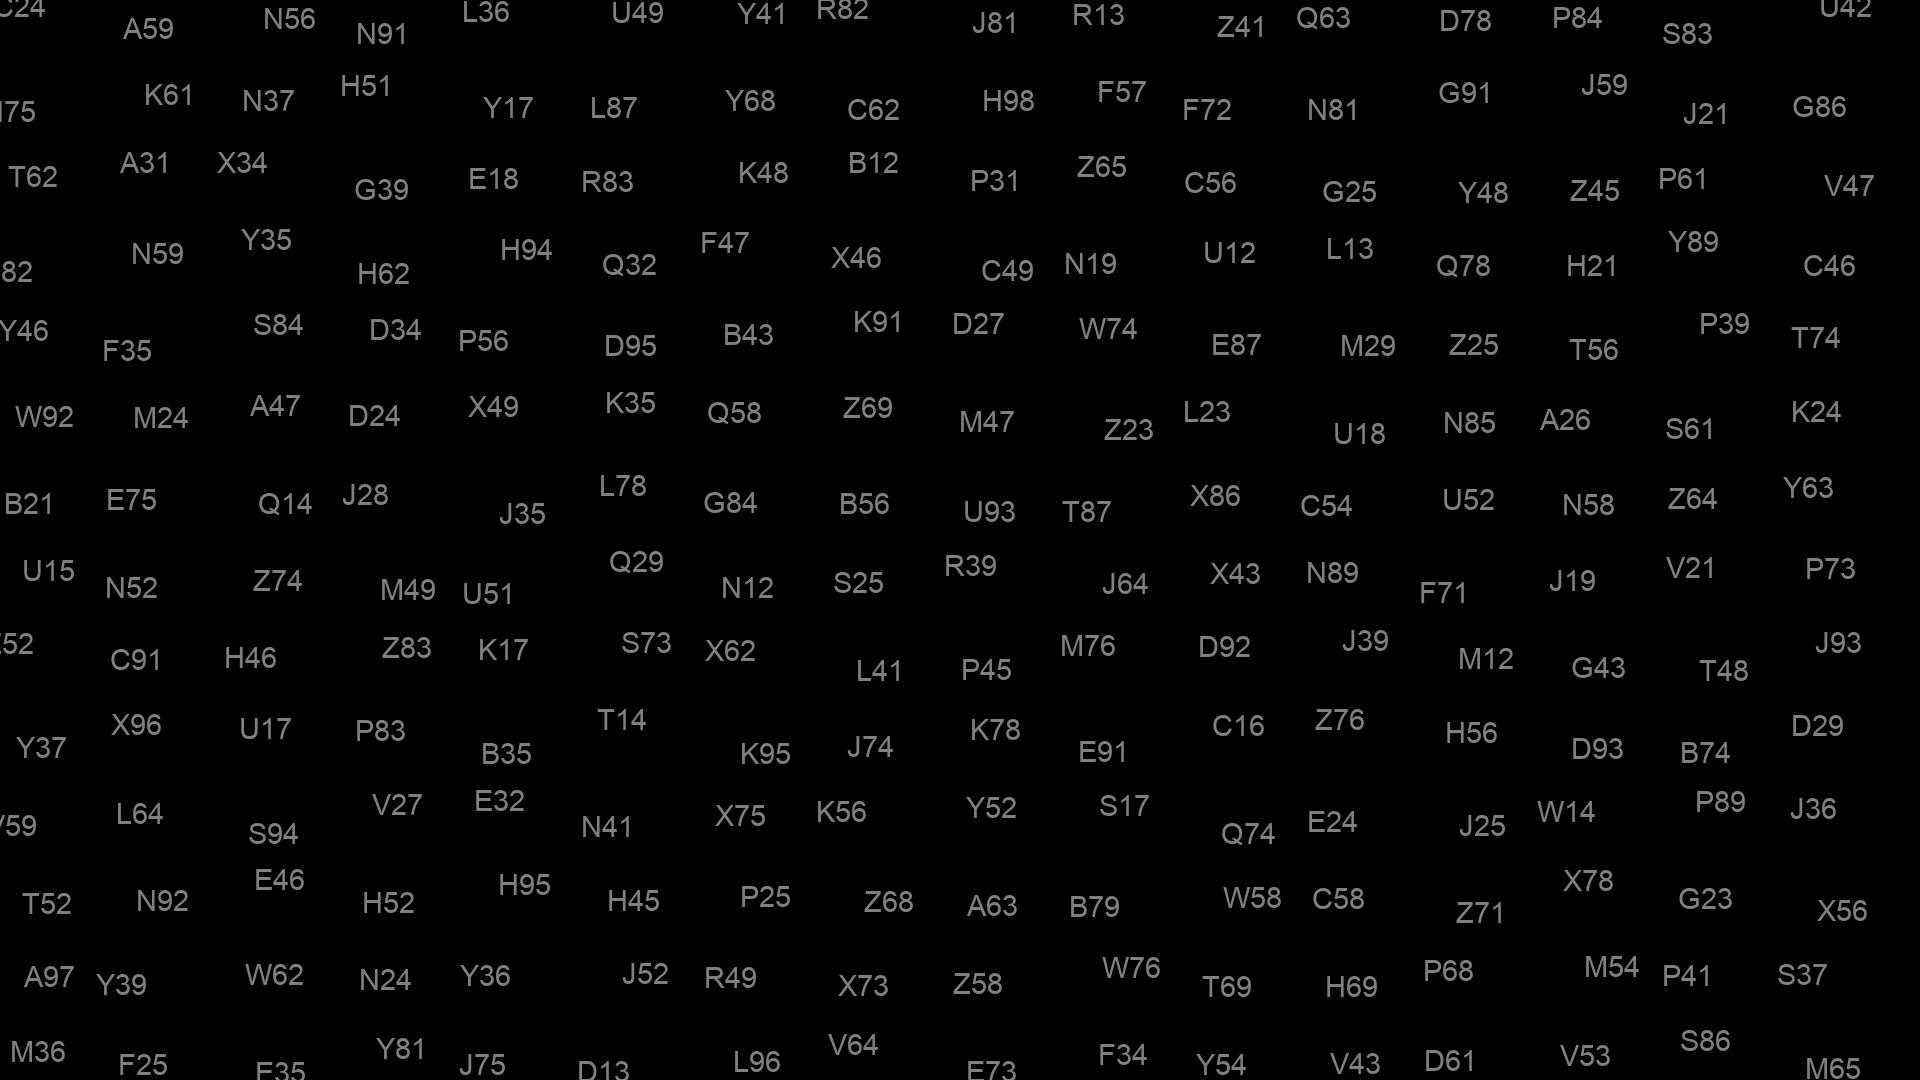 C24 A59 N56 N91 L36 U49 Y41 R82 J81 R13 Z41 Q63 D78 P84 S83 U42
75 K61 N37 H51 Y17 L87 Y68 C62 H98 F57 F72 N81 G91 J59 J21 G86
T62 A31 X34 G39 E18 R83 K48 B12 P31 Z65 C56 G25 Y48 Z45 P61 V47
82 N59 Y35 H62 H94 Q32 F47 X46 C49 N19 U12 L13 Q78 H21 Y89 C46
Y46 F35 S84 D34 P56 D95 B43 K91 D27 W74 E87 M29 Z25 T56 P39 T74
W92 M24 A47 D24 X49 K35 Q58 Z69 M47 Z23 L23 U18 N85 A26 S61 K24
B21 E75 Q14 J28 J35 L78 G84 B56 U93 T87 X86 C54 U52 N58 Z64 Y63
U15 N52 Z74 M49 U51 Q29 N12 S25 R39 J64 X43 N89 F71 J19 V21 P73
52 C91 H46 Z83 K17 S73 X62 L41 P45 M76 D92 J39 M12 G43 T48 J93
Y37 X96 U17 P83 B35 T14 K95 J74 K78 E91 C16 Z76 H56 D93 B74 D29
59 L64 S94 V27 E32 N41 X75 K56 Y52 S17 Q74 E24 J25 W14 P89 J36
T52 N92 E46 H52 H95 H45 P25 Z68 A63 B79 W58 C58 Z71 X78 G23 X56
A97 Y39 W62 N24 Y36 J52 R49 X73 Z58 W76 T69 H69 P68 M54 P41 S37
M36 F25 Y81 J75 D13 L96 V64 E73 F34 Y54 V43 D61 V53 S86 M65